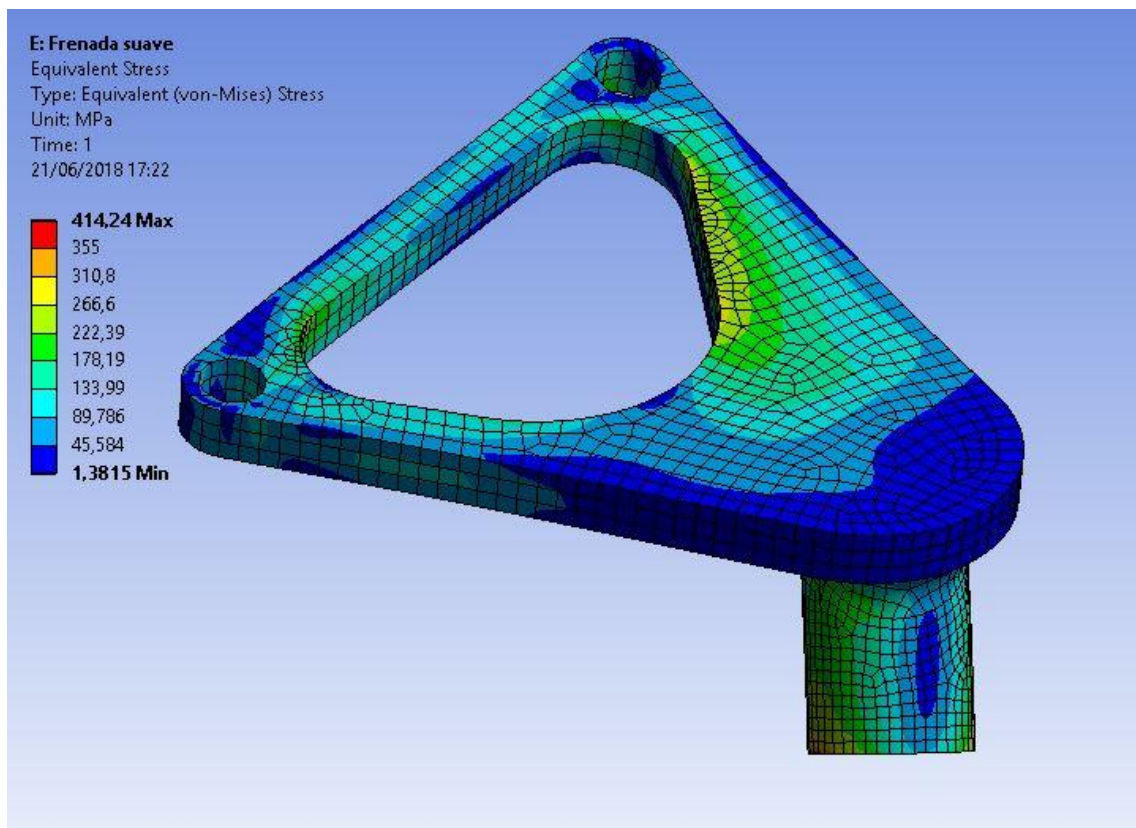 E: Frenada suave
Equivalent Stress
Type: Equivalent (von-Mises) Stress
Unit: MPa
Time: 1
21/06/2018 17:22
414,24 Max
355
310,8
266,6
222,39
178,19
133,99
89,786
45,584
1,3815 Min